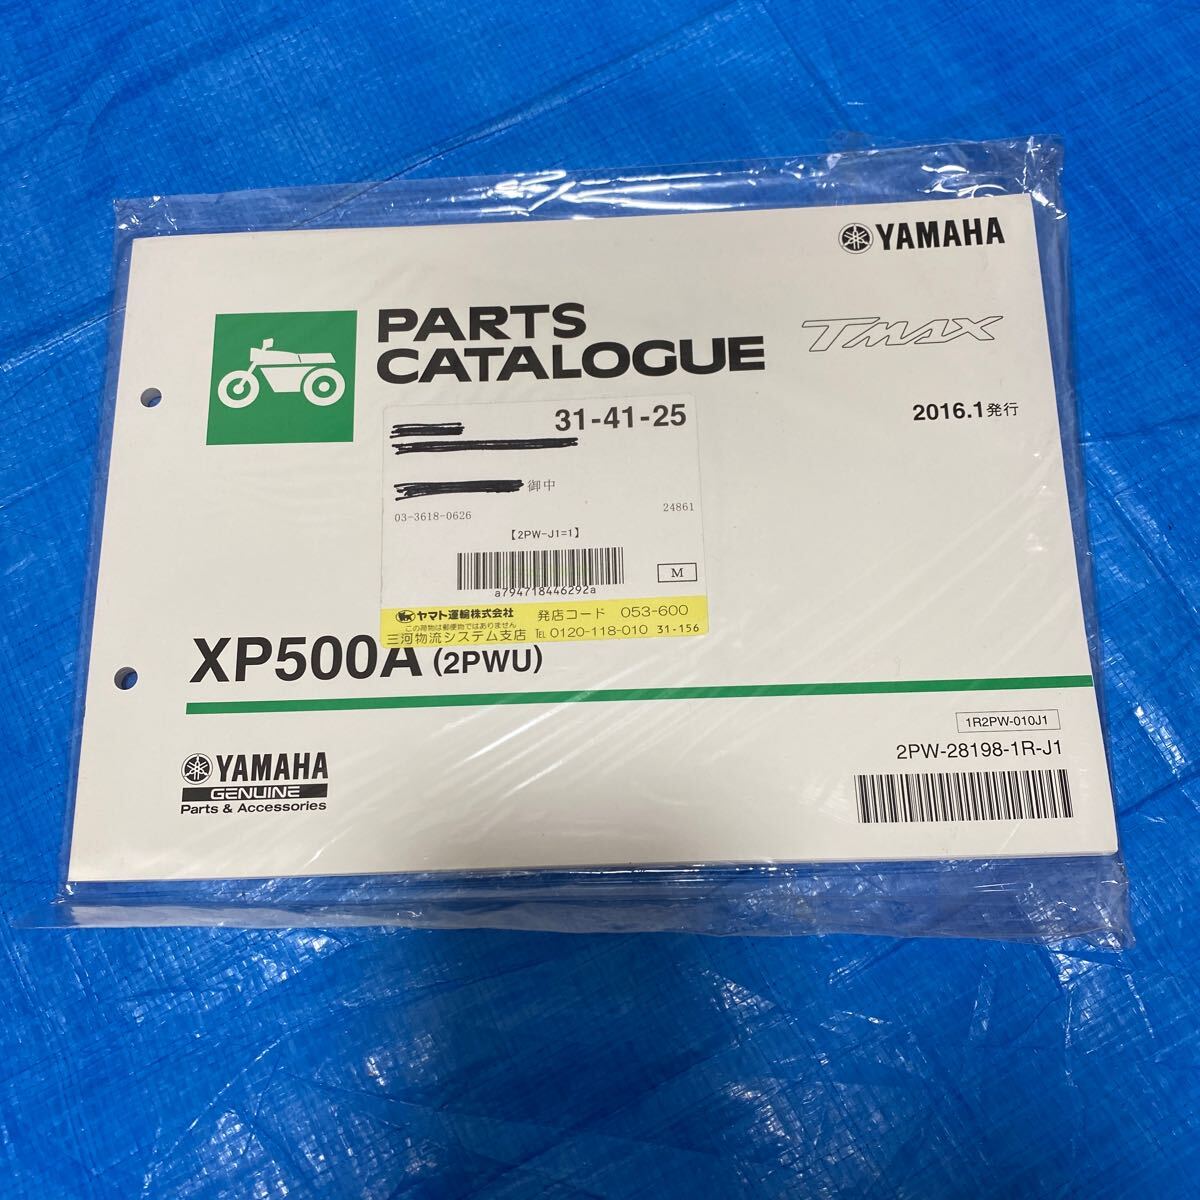 YAMAHA
PARTS
CATALOGUE
TMAX
2016.1発行
31-41-25
御中
03-3618-0626
24861
【2PW-J1=1】
M
a794718446292a
ヤマト運輸株式会社
発店コード 053-600
この荷物は郵便物ではありません
三河物流システム支店 TEL 0120-118-010 31-156
XP500A (2PWU)
1R2PW-010J1
2PW-28198-1R-J1
YAMAHA
GENUINE
Parts & Accessories